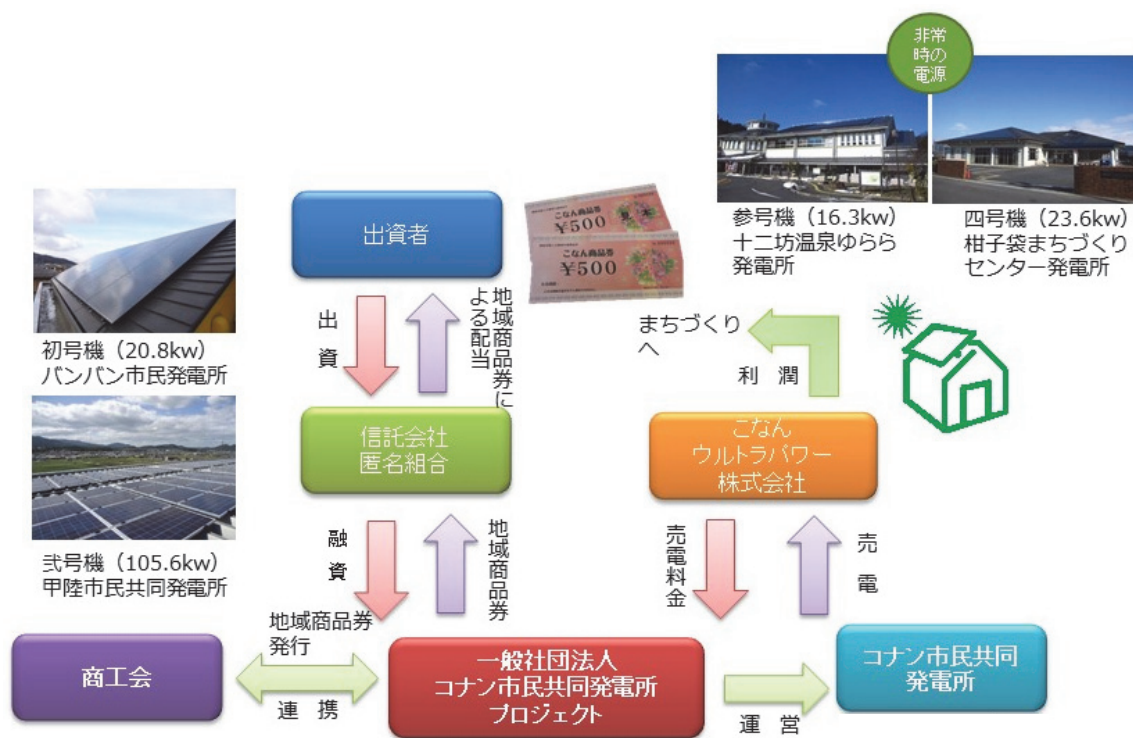 非常
時の
電源
参号機（16.3kw）
十二坊温泉ゆらら
発電所
四号機（23.6kw）
柑子袋まちづくり
センター発電所
初号機（20.8kw）
バンバン市民発電所
弐号機（105.6kw）
甲陸市民共同発電所
出資者
出資
地域商品券に
よる配当
こなん商品券
¥500
見本
こなん商品券
¥500
信託会社
匿名組合
融資
地域商品券
まちづくり
へ
利 潤
こなん
ウルトラパワー
株式会社
売電料金
売電
商工会
地域商品券
発行
連 携
一般社団法人
コナン市民共同発電所
プロジェクト
運 営
コナン市民共同
発電所